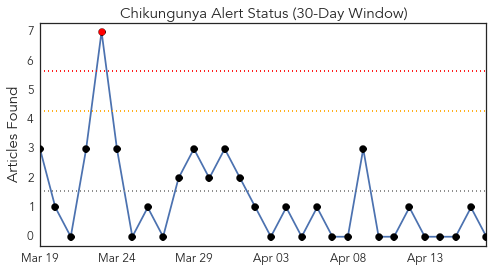 Chikungunya Alert Status (30-Day Window)
Articles Found
7
6
5
4
3
2
1
0
Mar 19 Mar 24 Mar 29 Apr 03 Apr 08 Apr 13